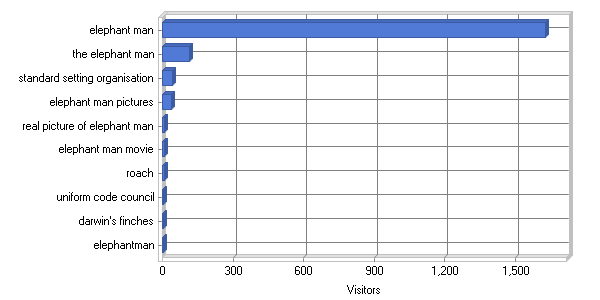 elephant man
the elephant man
standard setting organisation
elephant man pictures
real picture of elephant man
elephant man movie
roach
uniform code council
darwin's finches
elephantman
0 300 600 900 1,200 1,500
Visitors